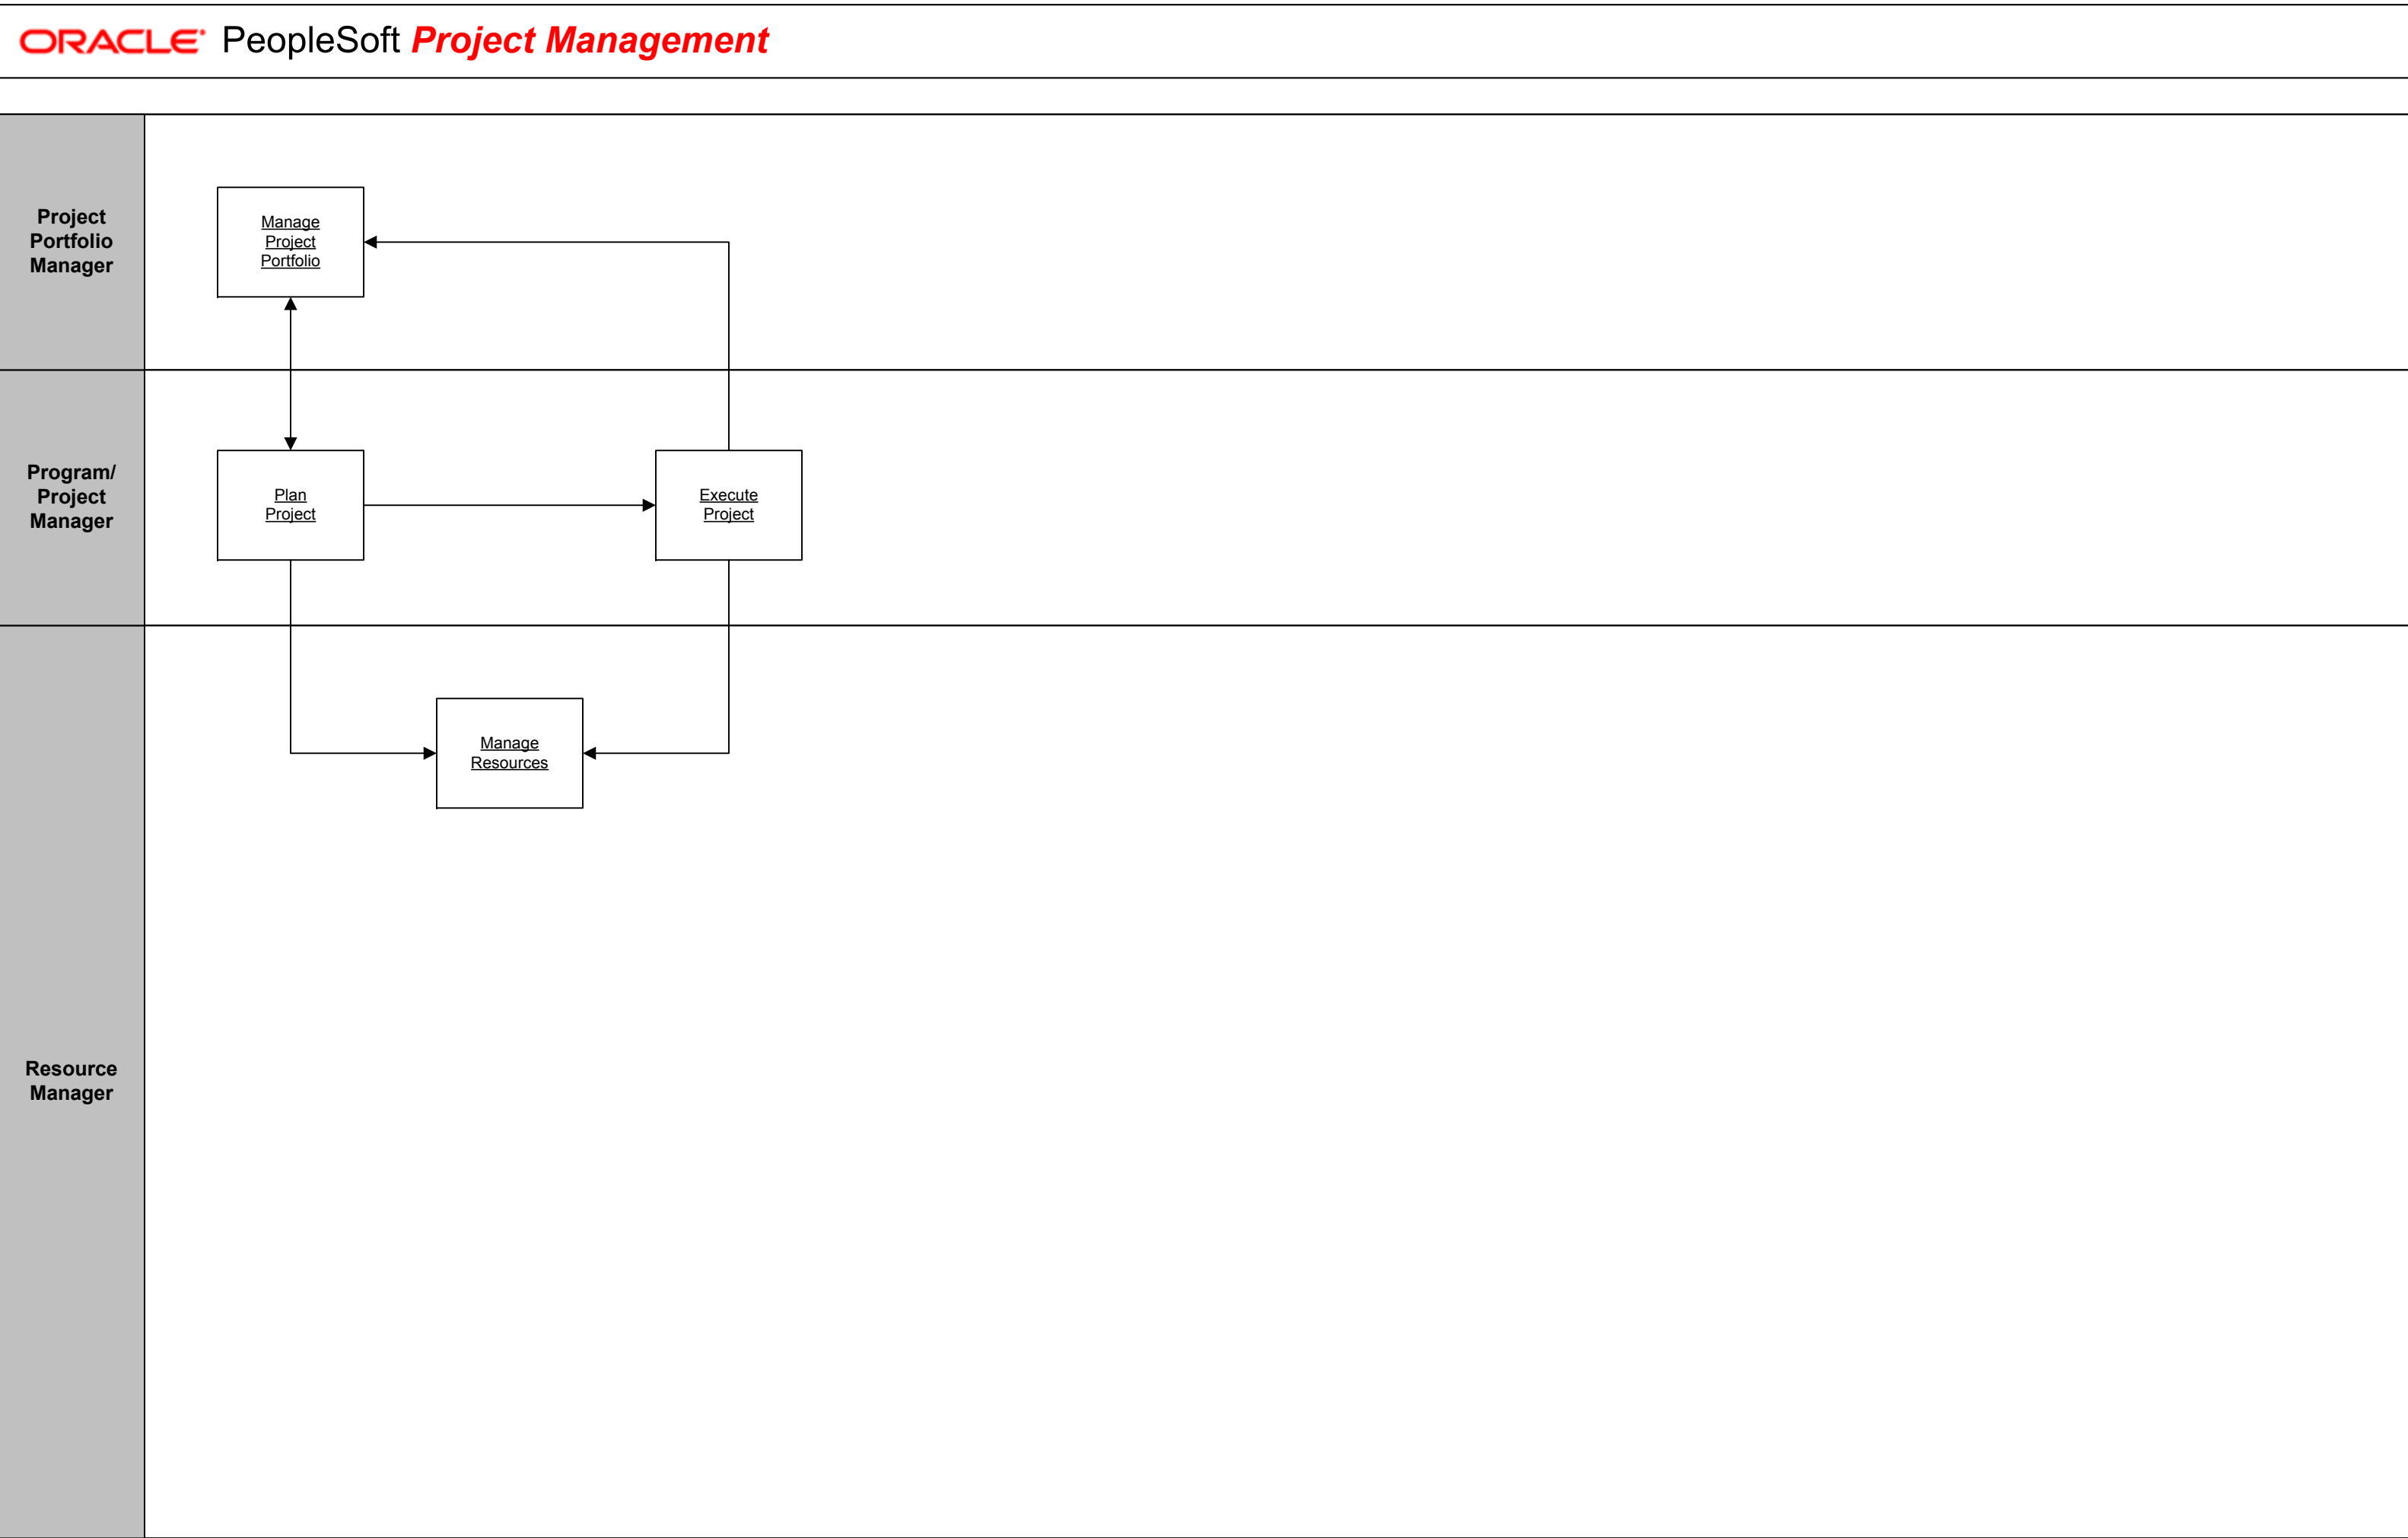 ORACLE PeopleSoft Project Management
Project
Portfolio
Manager
Manage
Project
Portfolio
Program/
Project
Manager
Plan
Project
Execute
Project
Manage
Resources
Resource
Manager